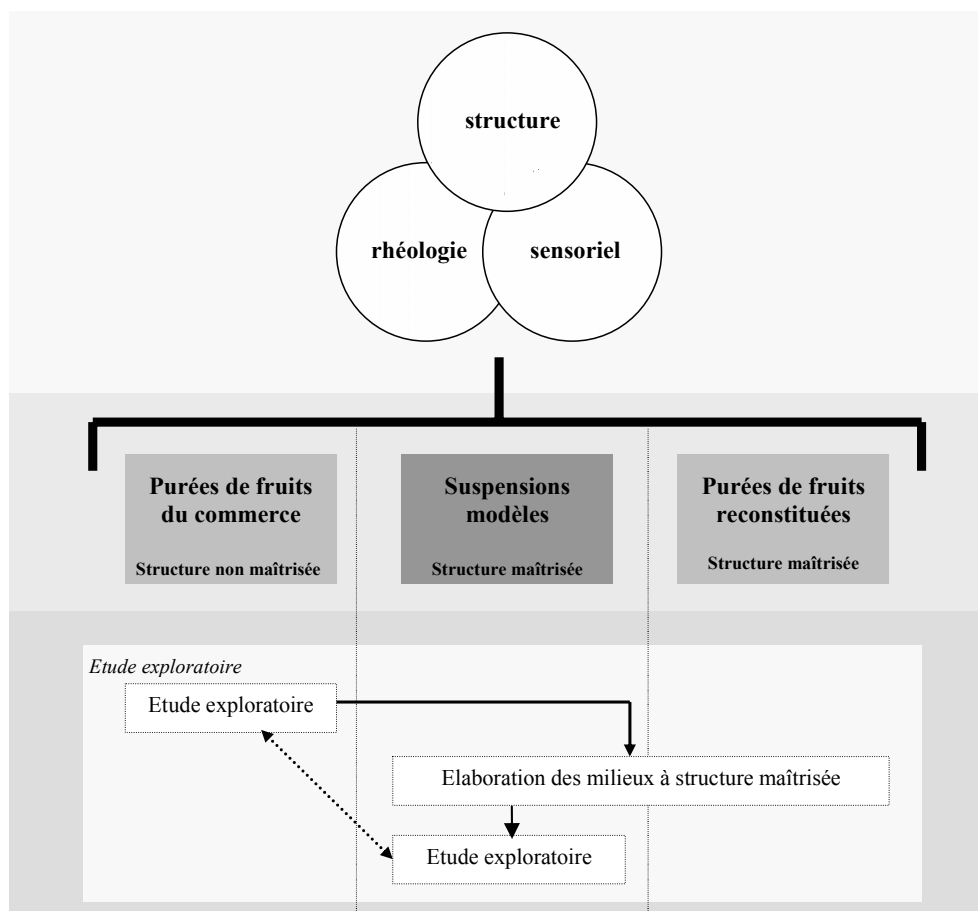 structure
rhéologie
sensoriel
Purées de fruits
du commerce
Structure non maîtrisée
Suspensions
modèles
Structure maîtrisée
Purées de fruits
reconstituées
Structure maîtrisée
Etude exploratoire
Etude exploratoire
Elaboration des milieux à structure maîtrisée
Etude exploratoire